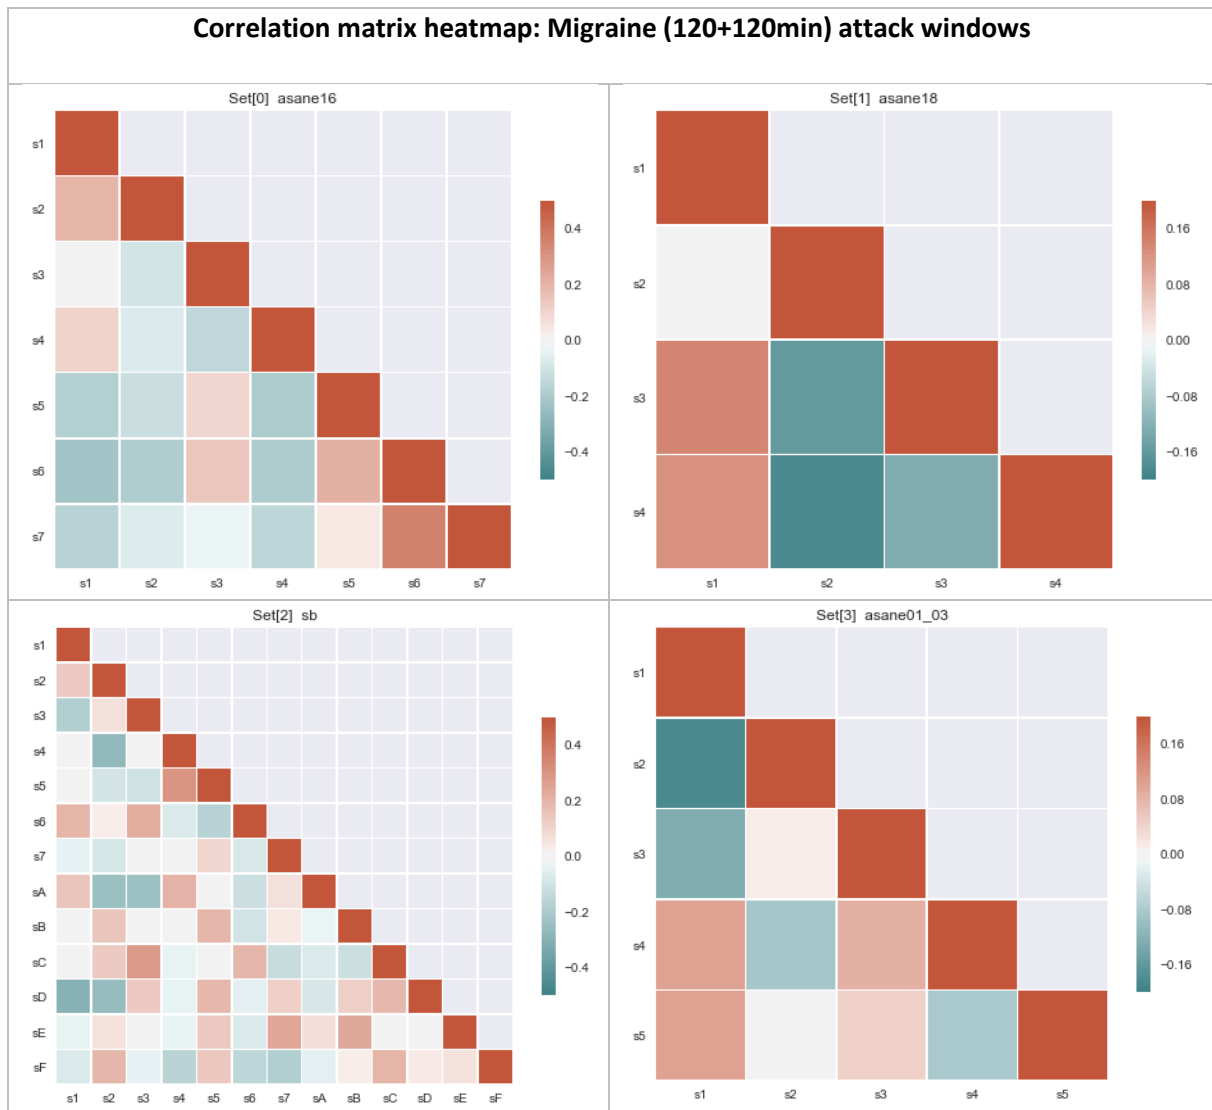 Correlation matrix heatmap: Migraine (120+120min) attack windows
Set[0] asane16
s1
s2
s3
s4
s5
s6
s7
s1 s2 s3 s4 s5 s6 s7
0.4
0.2
0.0
−0.2
−0.4
Set[1] asane18
s1
s2
s3
s4
s1 s2 s3 s4
0.16
0.08
0.00
−0.08
−0.16
Set[2] sb
s1
s2
s3
s4
s5
s6
s7
sA
sB
sC
sD
sE
sF
s1 s2 s3 s4 s5 s6 s7 sA sB sC sD sE sF
0.4
0.2
0.0
−0.2
−0.4
Set[3] asane01_03
s1
s2
s3
s4
s5
s1 s2 s3 s4 s5
0.16
0.08
0.00
−0.08
−0.16